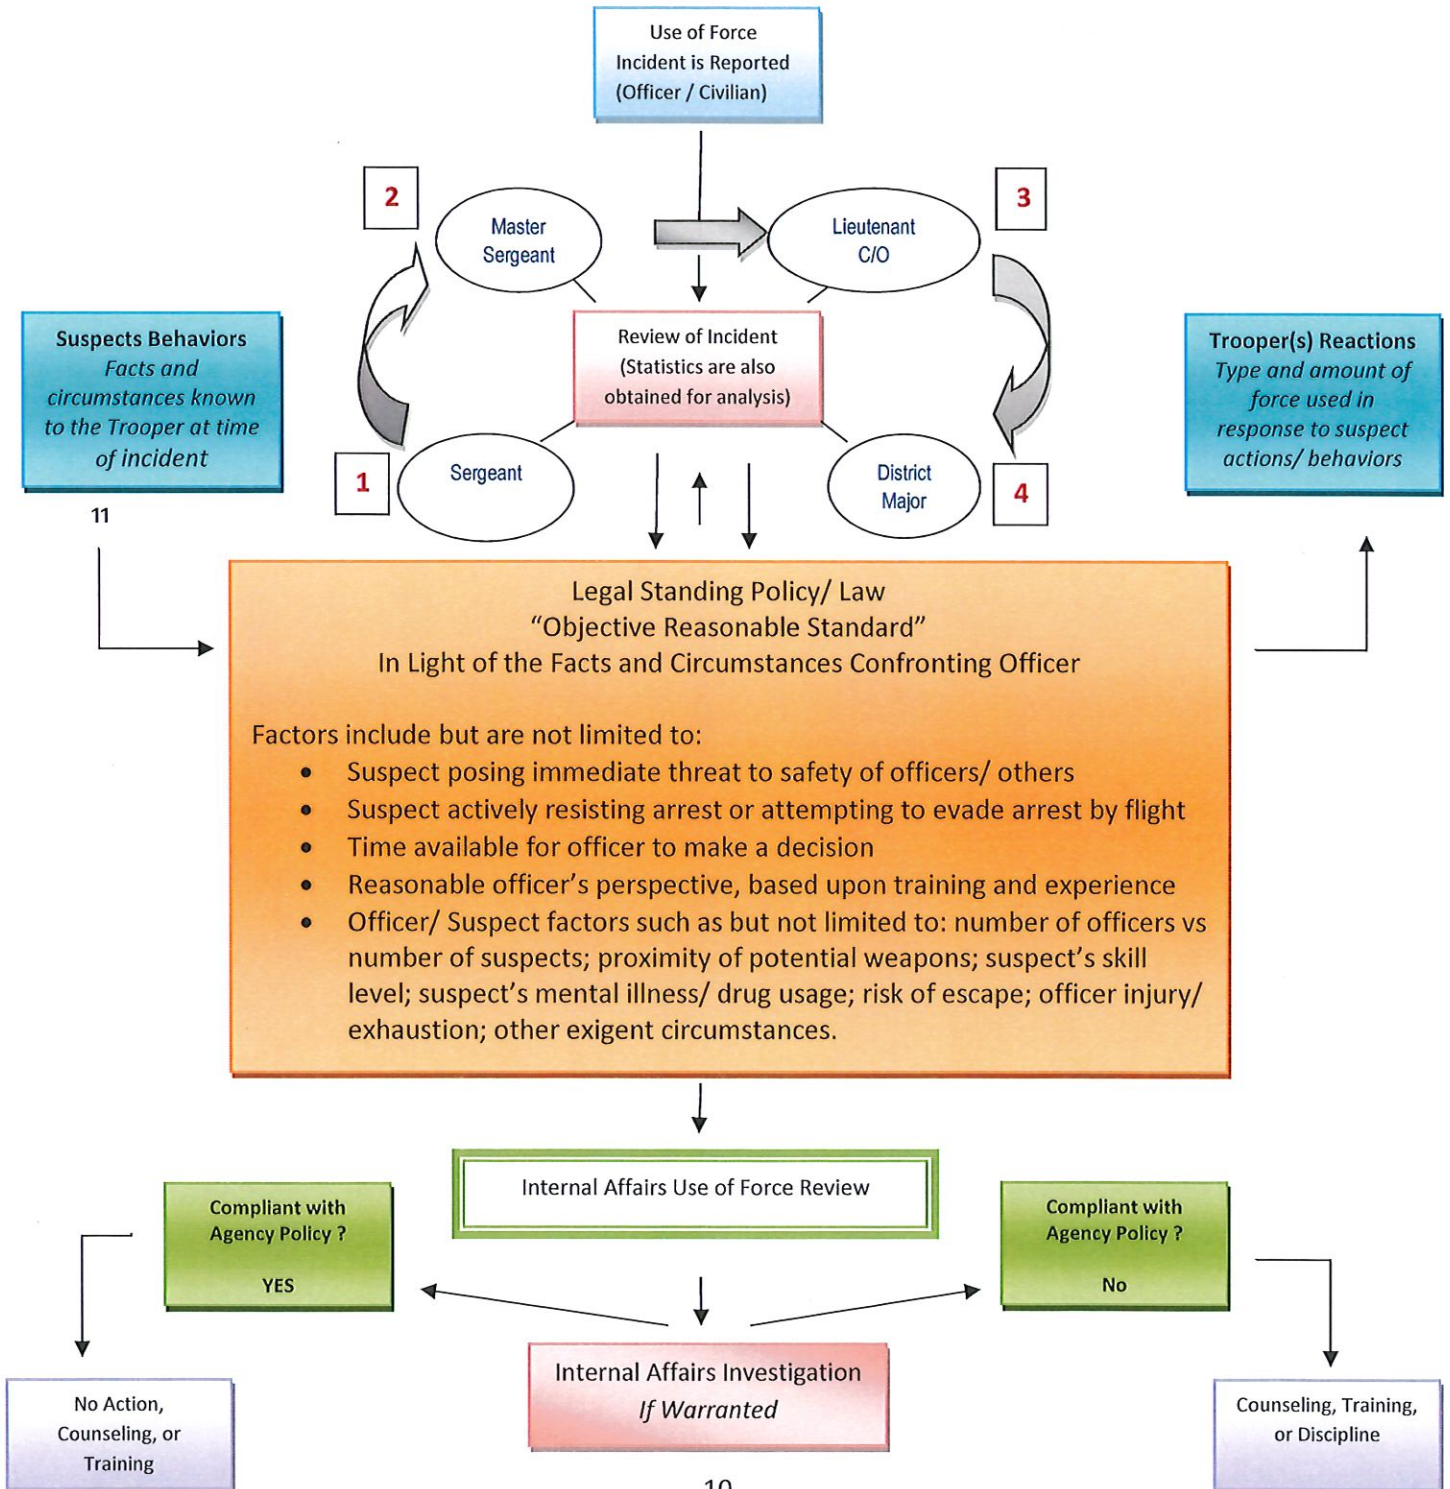 Use of Force
Incident is Reported
(Officer / Civilian)
2
Master
Sergeant
Lieutenant
C/O
3
Suspects Behaviors
Facts and
circumstances known
to the Trooper at time
of incident
11
Review of Incident
(Statistics are also
obtained for analysis)
Trooper(s) Reactions
Type and amount of
force used in
response to suspect
actions/ behaviors
1
Sergeant
District
Major
4
Legal Standing Policy/ Law
“Objective Reasonable Standard”
In Light of the Facts and Circumstances Confronting Officer
Factors include but are not limited to:
• Suspect posing immediate threat to safety of officers/ others
• Suspect actively resisting arrest or attempting to evade arrest by flight
• Time available for officer to make a decision
• Reasonable officer’s perspective, based upon training and experience
• Officer/ Suspect factors such as but not limited to: number of officers vs
number of suspects; proximity of potential weapons; suspect’s skill
level; suspect’s mental illness/ drug usage; risk of escape; officer injury/
exhaustion; other exigent circumstances.
Internal Affairs Use of Force Review
Compliant with
Agency Policy ?
YES
Compliant with
Agency Policy ?
No
No Action,
Counseling, or
Training
Internal Affairs Investigation
If Warranted
Counseling, Training,
or Discipline
10